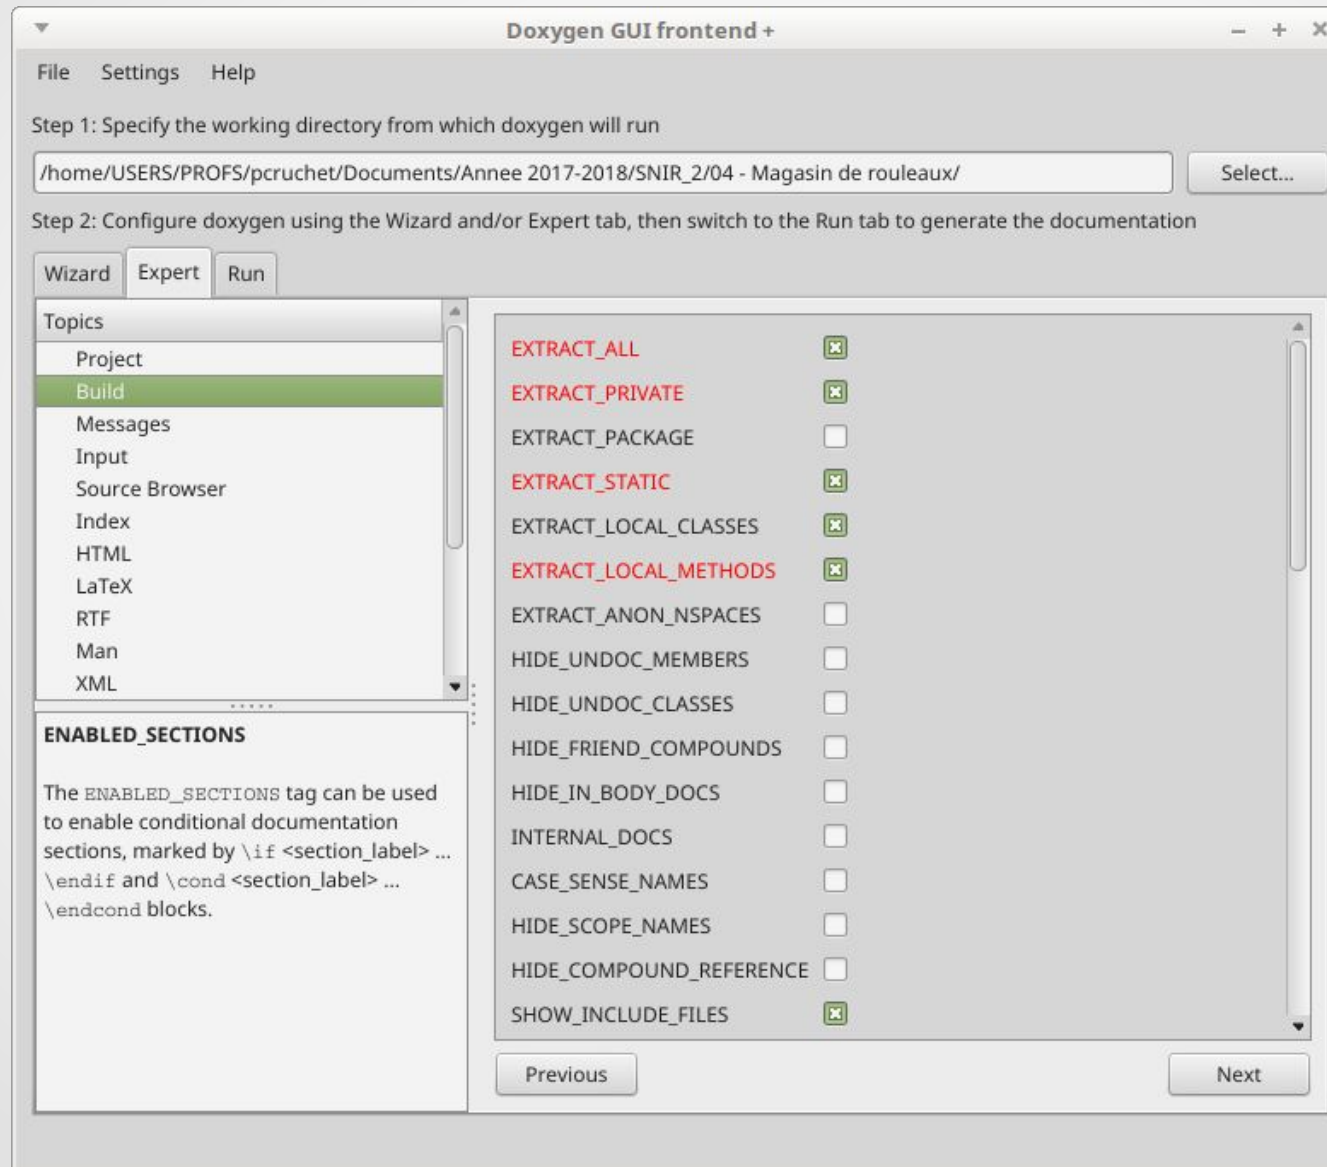 Doxygen GUI frontend +
File Settings Help
Step 1: Specify the working directory from which doxygen will run
/home/USERS/PROFS/pcruchet/Documents/Annee 2017-2018/SNIR_2/04 - Magasin de rouleaux/
Select...
Step 2: Configure doxygen using the Wizard and/or Expert tab, then switch to the Run tab to generate the documentation
Wizard Expert Run
Topics
Project
Build
Messages
Input
Source Browser
Index
HTML
LaTeX
RTF
Man
XML
ENABLED_SECTIONS
The ENABLED_SECTIONS tag can be used
to enable conditional documentation
sections, marked by \if <section_label> ...
\endif and \cond <section_label> ...
\endcond blocks.
EXTRACT_ALL
EXTRACT_PRIVATE
EXTRACT_PACKAGE
EXTRACT_STATIC
EXTRACT_LOCAL_CLASSES
EXTRACT_LOCAL_METHODS
EXTRACT_ANON_NSPACES
HIDE_UNDOC_MEMBERS
HIDE_UNDOC_CLASSES
HIDE_FRIEND_COMPOUNDS
HIDE_IN_BODY_DOCS
INTERNAL_DOCS
CASE_SENSE_NAMES
HIDE_SCOPE_NAMES
HIDE_COMPOUND_REFERENCE
SHOW_INCLUDE_FILES
Previous
Next